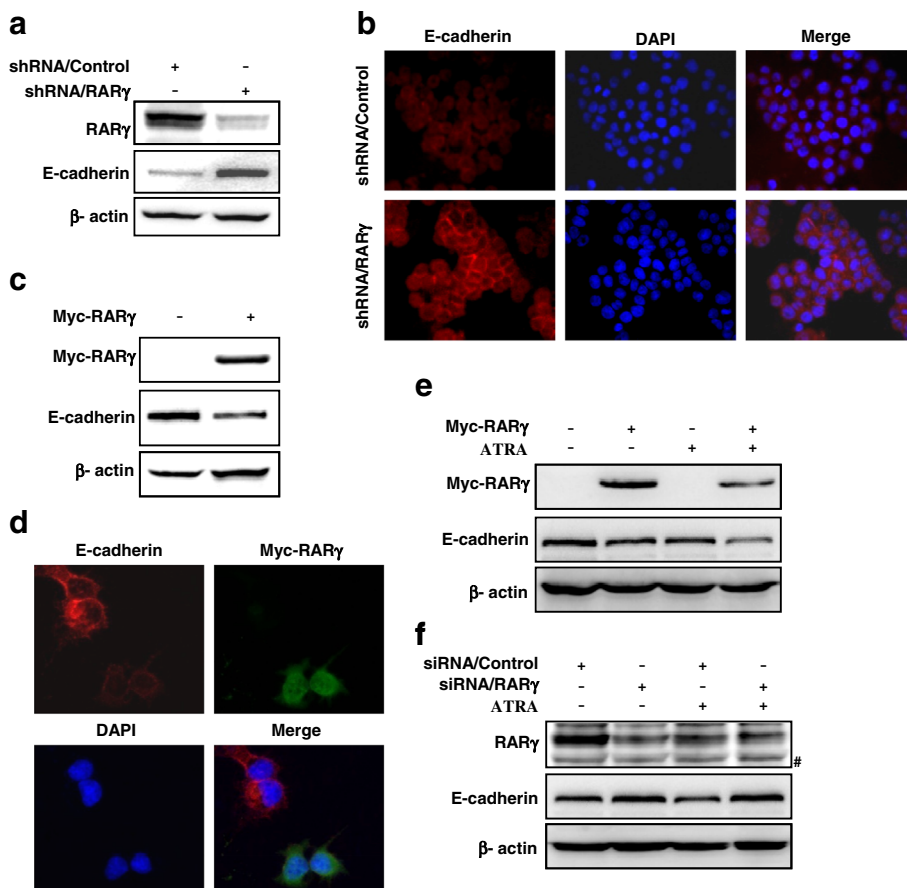 a
shRNA/Control + -
shRNA/RARγ - +
RARγ
E-cadherin
β- actin
b
E-cadherin DAPI Merge
shRNA/Control
shRNA/RARγ
c
Myc-RARγ - +
Myc-RARγ
E-cadherin
β- actin
d
E-cadherin Myc-RARγ
DAPI Merge
e
Myc-RARγ - + - +
ATRA - - + +
Myc-RARγ
E-cadherin
β- actin
f
siRNA/Control + - + -
siRNA/RARγ - + - +
ATRA - - + +
RARγ
#
E-cadherin
β- actin